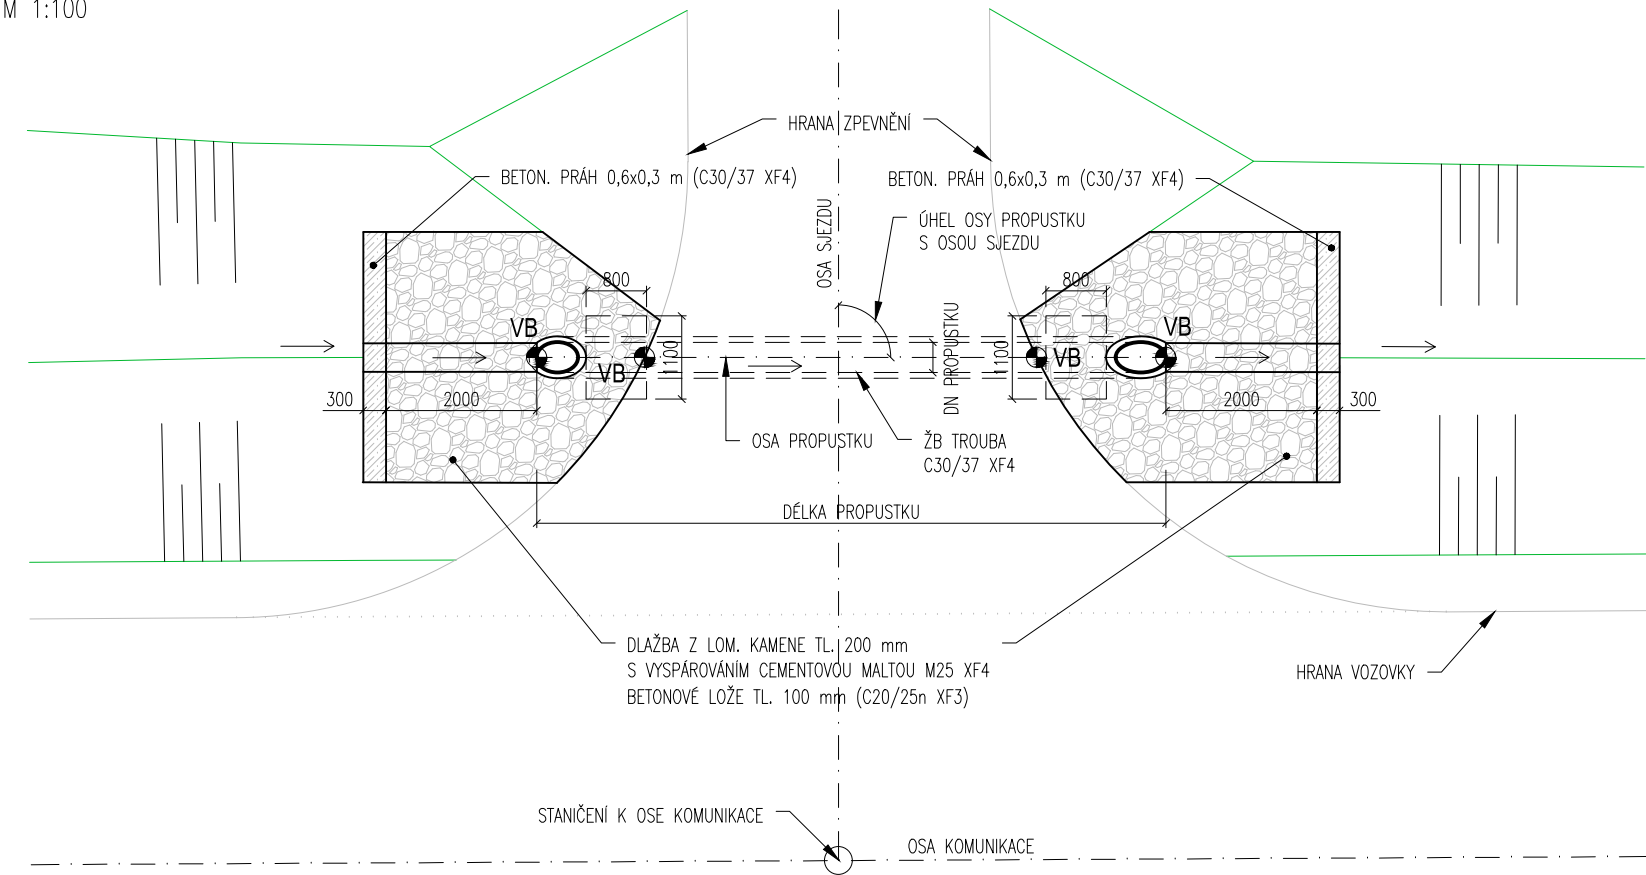 M 1:100
HRANA ZPEVNĚNÍ
BETON. PRÁH 0,6x0,3 m (C30/37 XF4)
BETON. PRÁH 0,6x0,3 m (C30/37 XF4)
OSA SJEZDU
ÚHEL OSY PROPUSTKU
S OSOU SJEZDU
800
800
VB
VB
VB
VB
1100
1100
DN PROPUSTKU
300
2000
2000
300
OSA PROPUSTKU
ŽB TROUBA
C30/37 XF4
DÉLKA PROPUSTKU
DLAŽBA Z LOM. KAMENE TL. 200 mm
S VYSPÁROVÁNÍM CEMENTOVOU MALTOU M25 XF4
BETONOVÉ LOŽE TL. 100 mm (C20/25n XF3)
HRANA VOZOVKY
STANIČENÍ K OSE KOMUNIKACE
OSA KOMUNIKACE